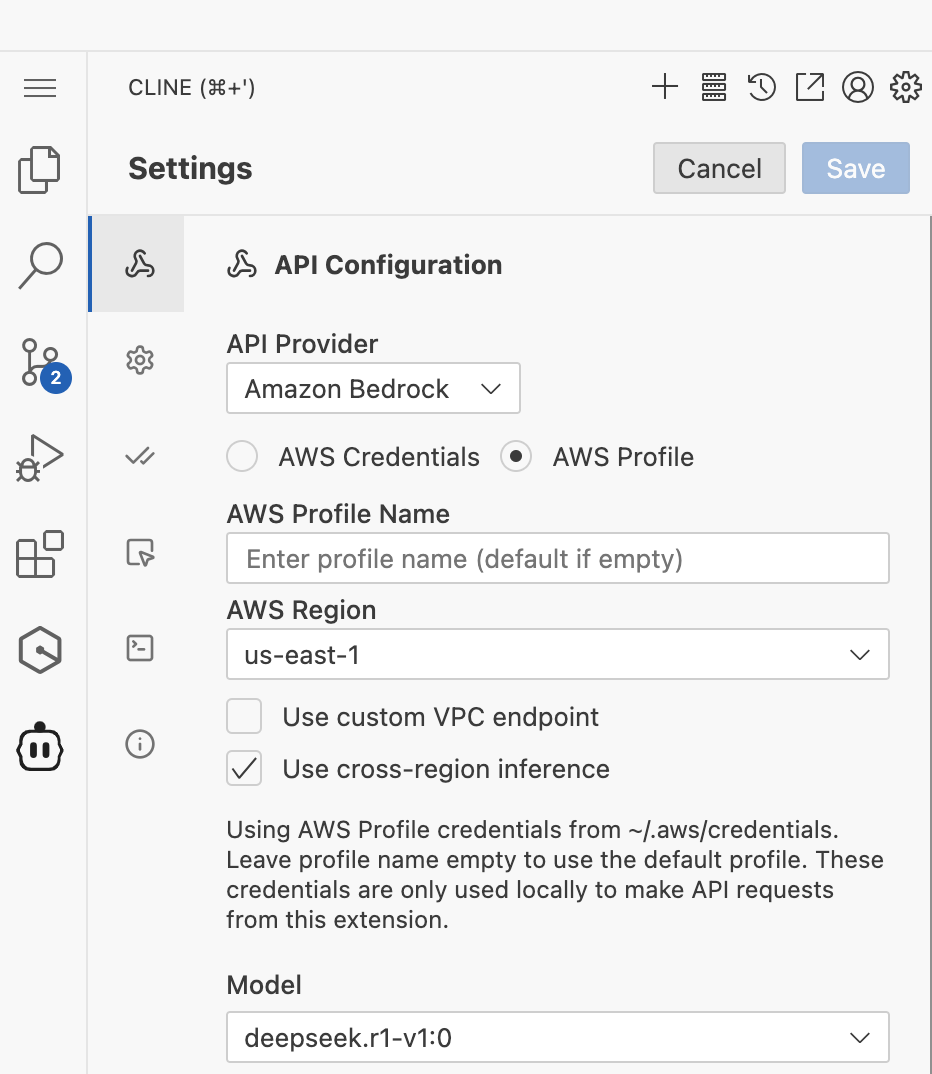 CLINE (⌘+')
Settings
Cancel
Save
API Configuration
API Provider
Amazon Bedrock
2
AWS Credentials
AWS Profile
AWS Profile Name
Enter profile name (default if empty)
AWS Region
us-east-1
Use custom VPC endpoint
Use cross-region inference
Using AWS Profile credentials from ~/.aws/credentials.
Leave profile name empty to use the default profile. These
credentials are only used locally to make API requests
from this extension.
Model
deepseek.r1-v1:0